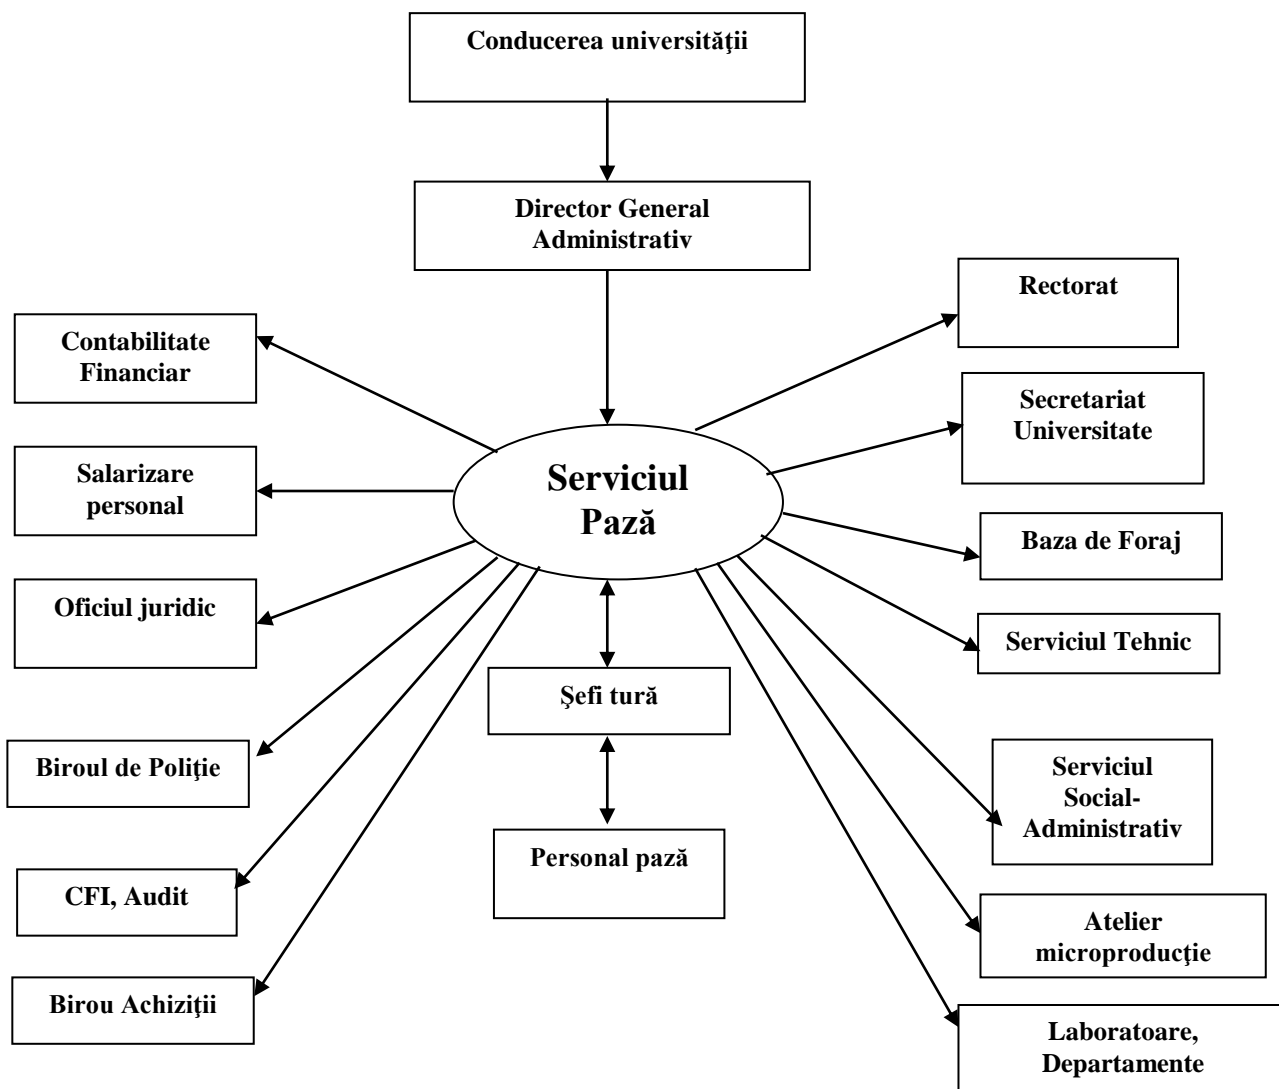 Conducerea universităţii
Director General
Administrativ
Rectorat
Contabilitate
Financiar
Secretariat
Universitate
Salarizare
personal
Serviciul
Pază
Baza de Foraj
Oficiul juridic
Serviciul Tehnic
Şefi tură
Biroul de Poliţie
Serviciul
Social-
Administrativ
Personal pază
CFI, Audit
Atelier
microproducţie
Birou Achiziţii
Laboratoare,
Departamente